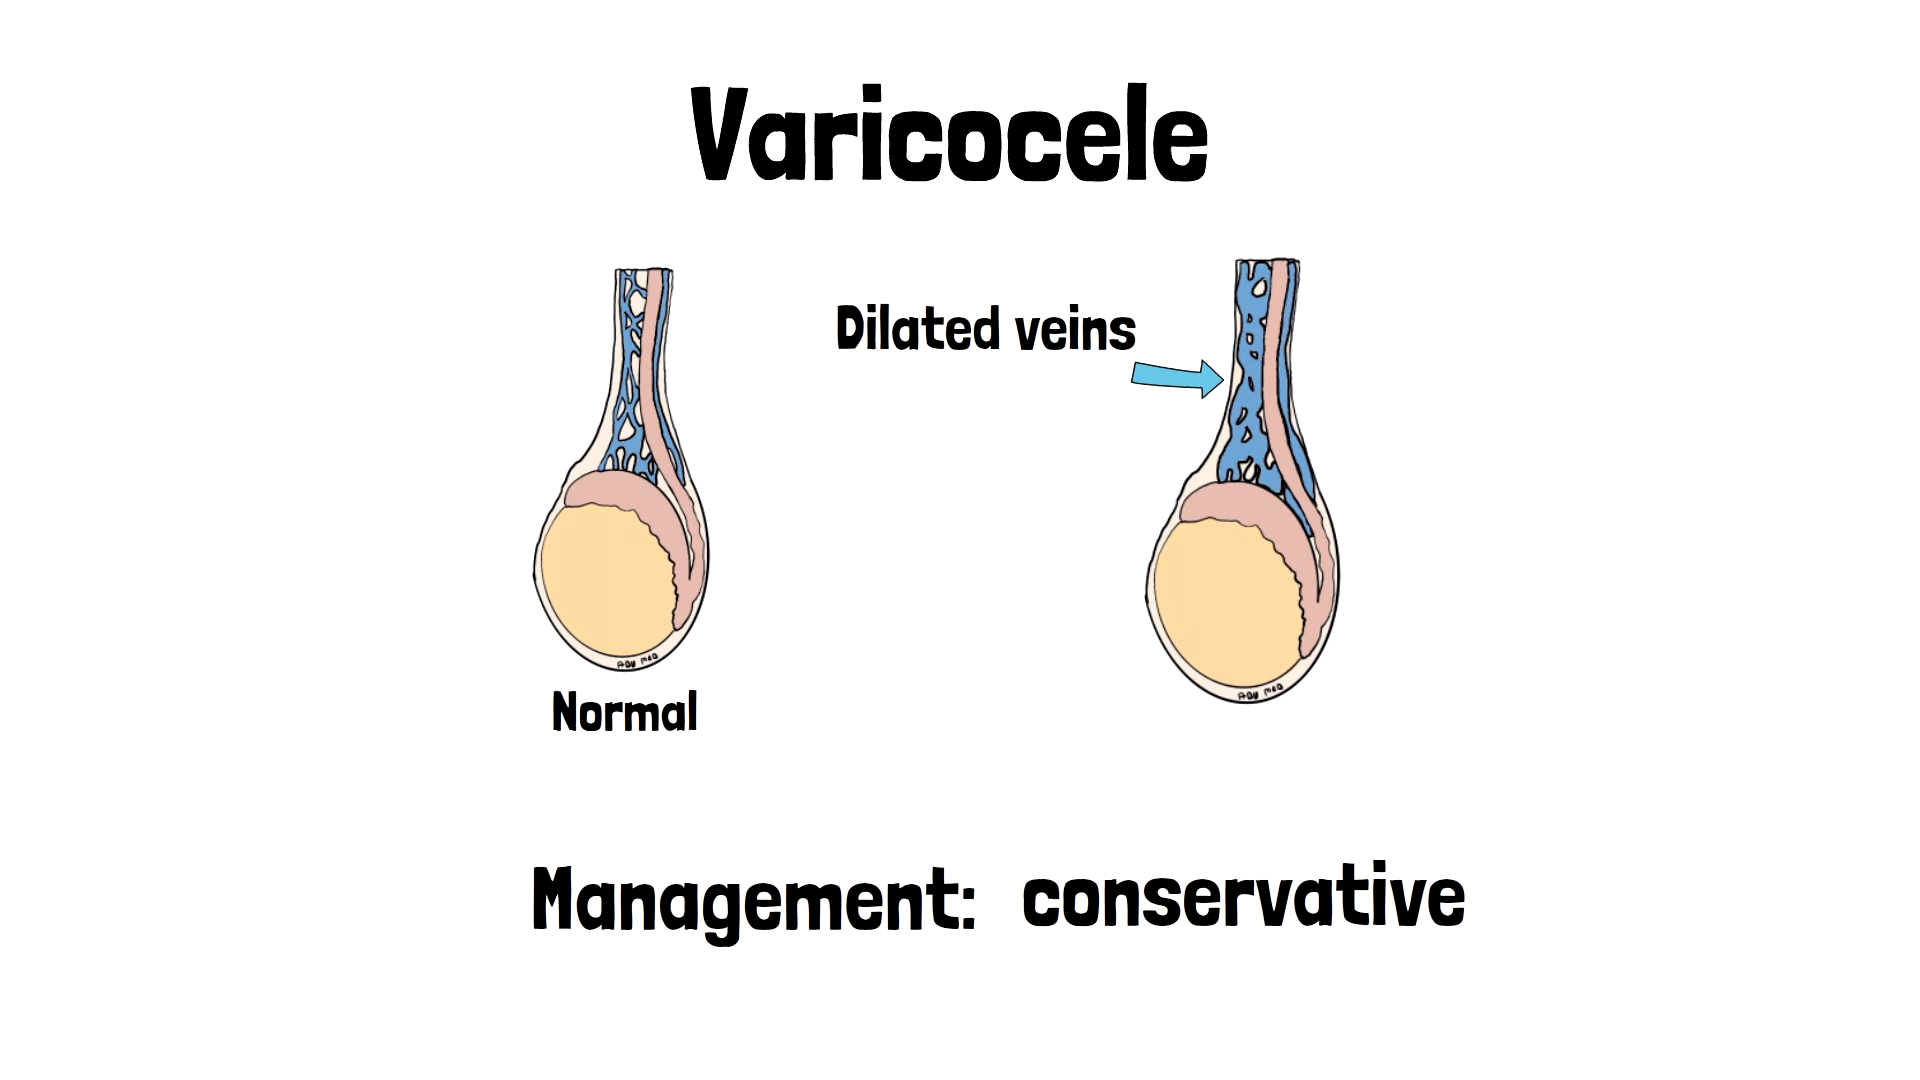 Varicocele
Dilated veins
Normal
Management: conservative